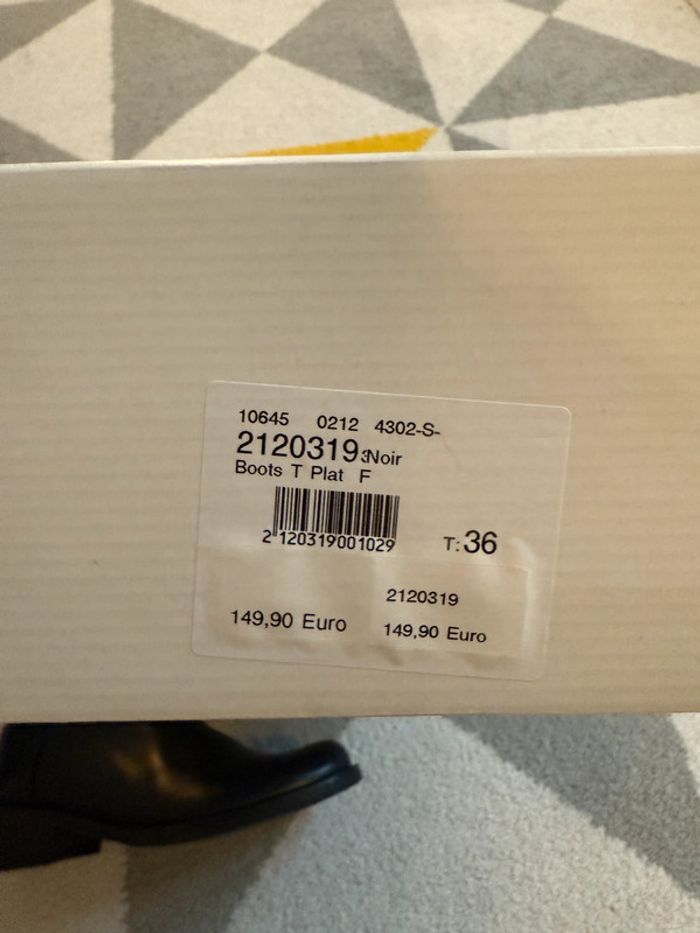 10645 0212 4302-S-
2120319 Noir
Boots T Plat F
2 120319 001029
T: 36
2120319
149,90 Euro
149,90 Euro